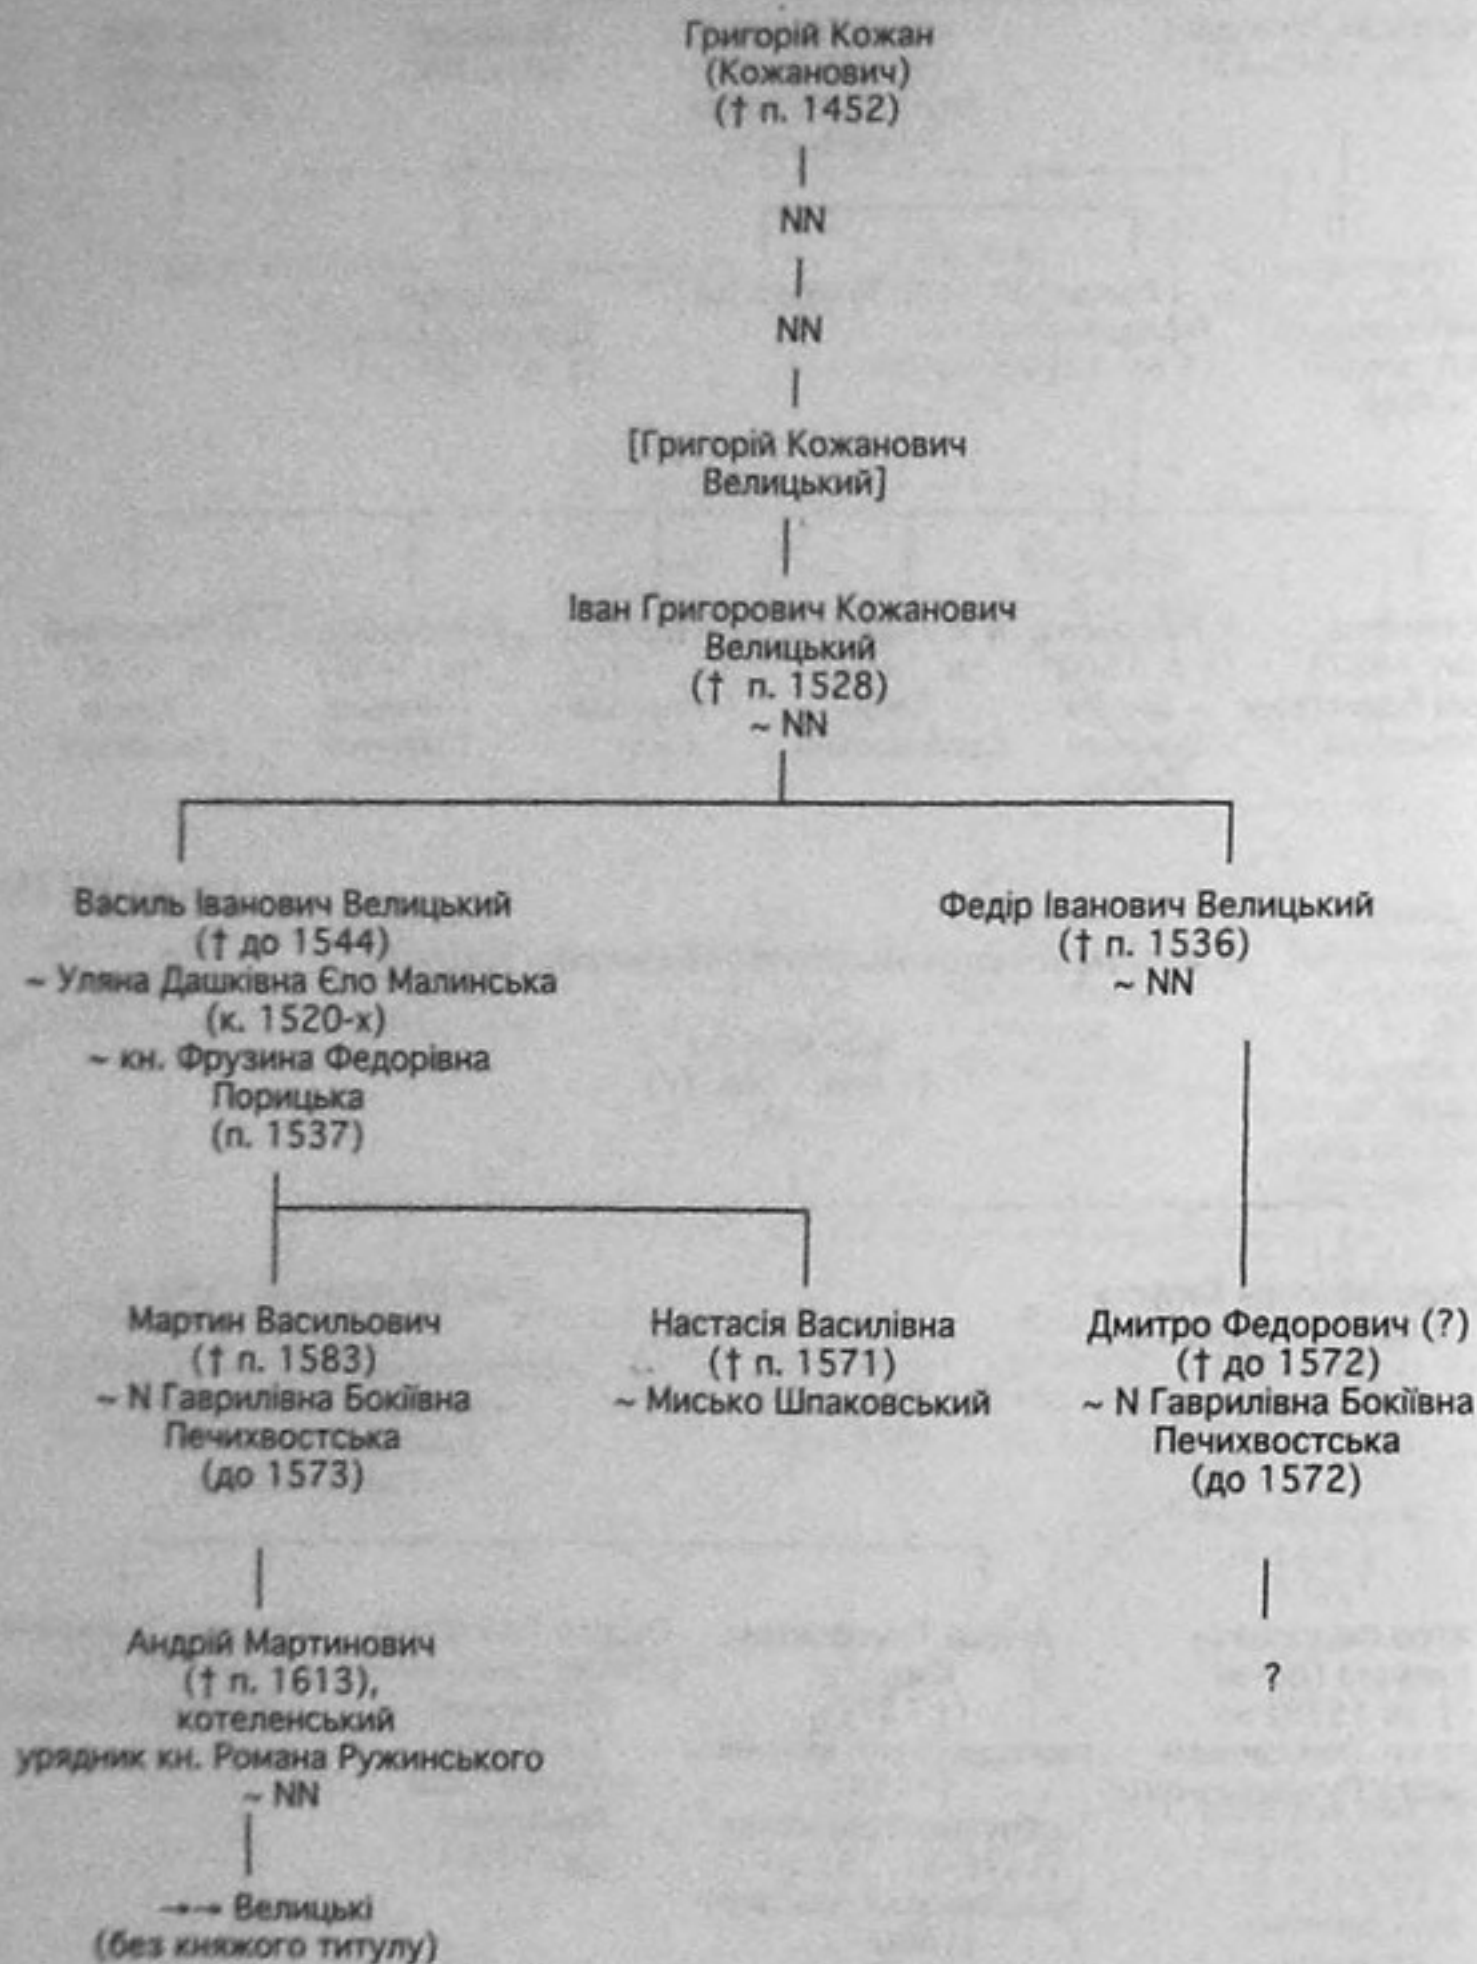 Григорій Кожан
(Кожанович)
(† п. 1452)
NN
NN
[Григорій Кожанович
Велицький]
Іван Григорович Кожанович
Велицький
(† п. 1528)
~ NN
Василь Іванович Велицький
(† до 1544)
~ Уляна Дашківна Єло Малинська
(к. 1520-х)
~ кн. Фрузина Федорівна
Порицька
(п. 1537)
Федір Іванович Велицький
(† п. 1536)
~ NN
Мартин Васильович
(† п. 1583)
~ N Гаврилівна Бокіївна
Печихвостська
(до 1573)
Настасія Василівна
(† п. 1571)
~ Мисько Шпаковський
Дмитро Федорович (?)
(† до 1572)
~ N Гаврилівна Бокіївна
Печихвостська
(до 1572)
Андрій Мартинович
(† п. 1613),
котеленський
урядник кн. Романа Ружинського
~ NN
?
→→ Велицькі
(без княжого титулу)